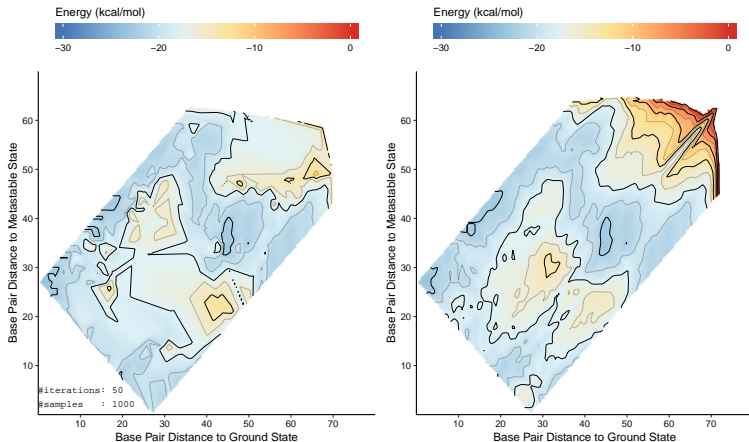 Energy (kcal/mol)
−30 −20 −10 0
Base Pair Distance to Metastable State
60
50
40
30
20
10
#iterations: 50
#samples : 1000
10 20 30 40 50 60 70
Base Pair Distance to Ground State
Energy (kcal/mol)
−30 −20 −10 0
Base Pair Distance to Metastable State
60
50
40
30
20
10
10 20 30 40 50 60 70
Base Pair Distance to Ground State